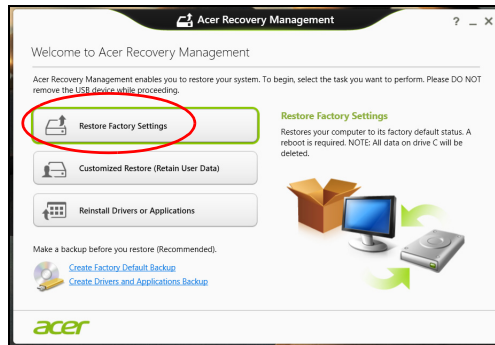 Acer Recovery Management
? _ X
Welcome to Acer Recovery Management
Acer Recovery Management enables you to restore your system. To begin, select the task you want to perform. Please DO NOT
remove the USB device while proceeding.
Restore Factory Settings
Customized Restore (Retain User Data)
Reinstall Drivers or Applications
Restore Factory Settings
Restores your computer to its factory default status. A
reboot is required. NOTE: All data on drive C will be
deleted.
Make a backup before you restore (Recommended).
Create Factory Default Backup
Create Drivers and Applications Backup
acer